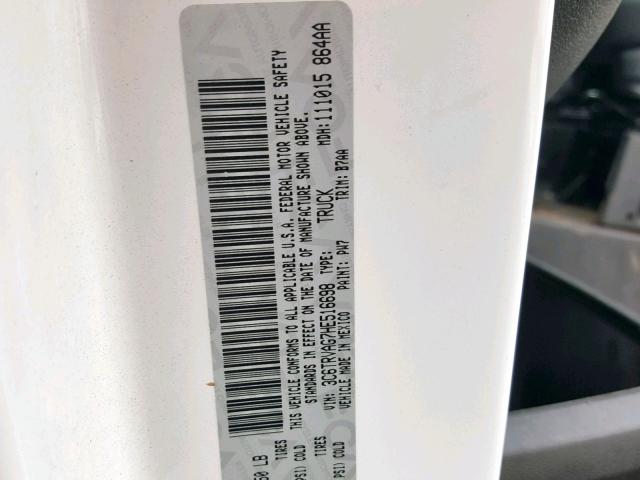 50 LB
TIRES
PSI) COLD
THIS VEHICLE CONFORMS TO ALL APPLICABLE U.S.A. FEDERAL MOTOR VEHICLE SAFETY
STANDARDS IN EFFECT ON THE DATE OF MANUFACTURE SHOWN ABOVE.
TIRES
PSI) COLD
VIN: 3C6TRVAG7HE516698 TYPE: TRUCK MDH: 111015 864AA
VEHICLE MADE IN MEXICO PAINT: PW7 TRIM: B7AA